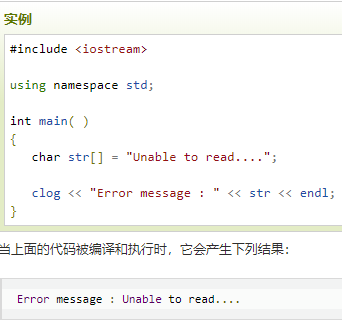 实例
#include <iostream>
using namespace std;
int main( )
{
char str[] = "Unable to read....";
clog << "Error message : " << str << endl;
}
当上面的代码被编译和执行时，它会产生下列结果：
Error message : Unable to read....